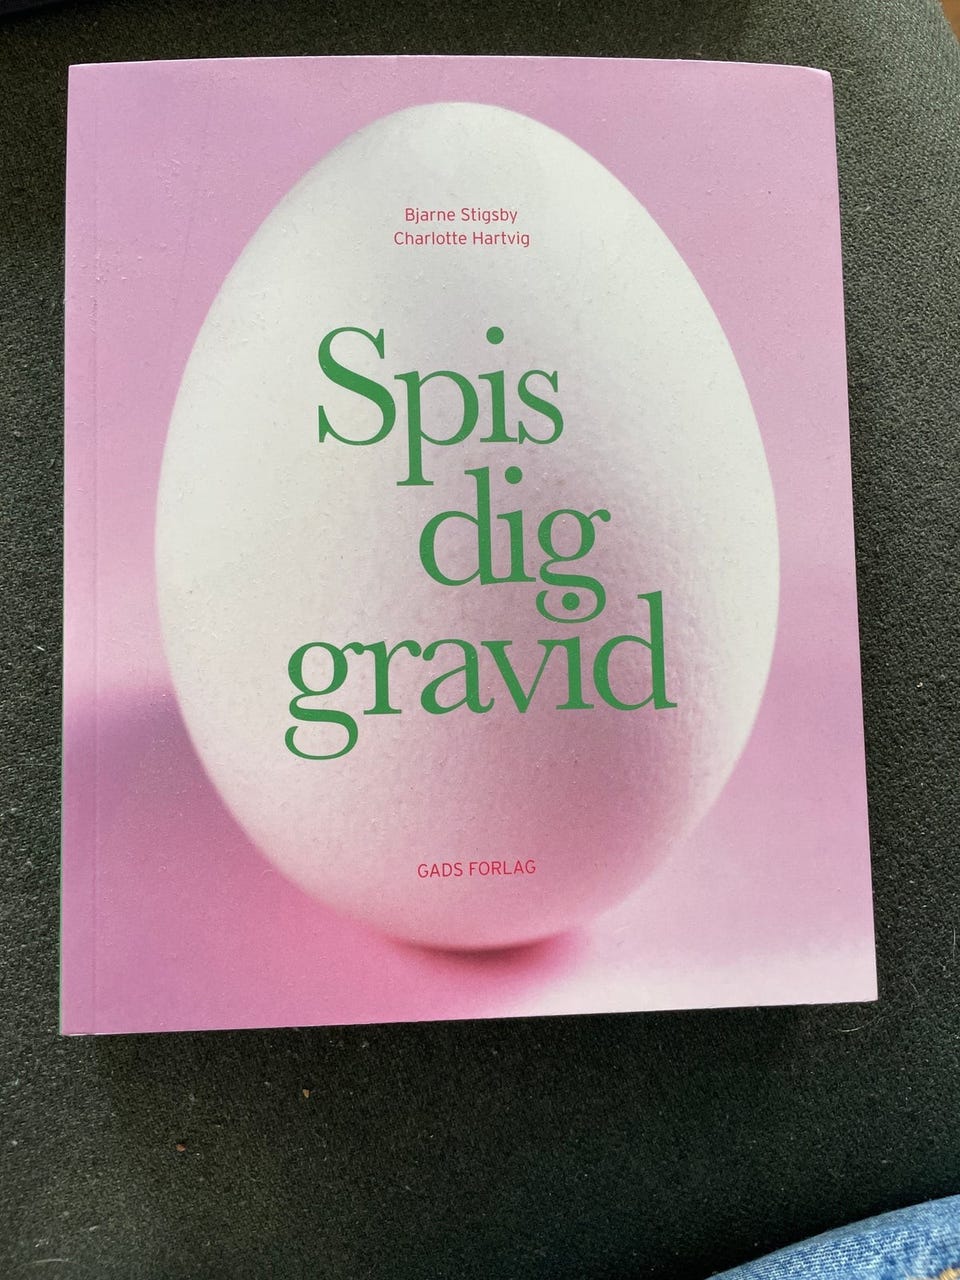 Bjarne Stigsby
Charlotte Hartvig
Spis
dig
gravid
GADS FORLAG